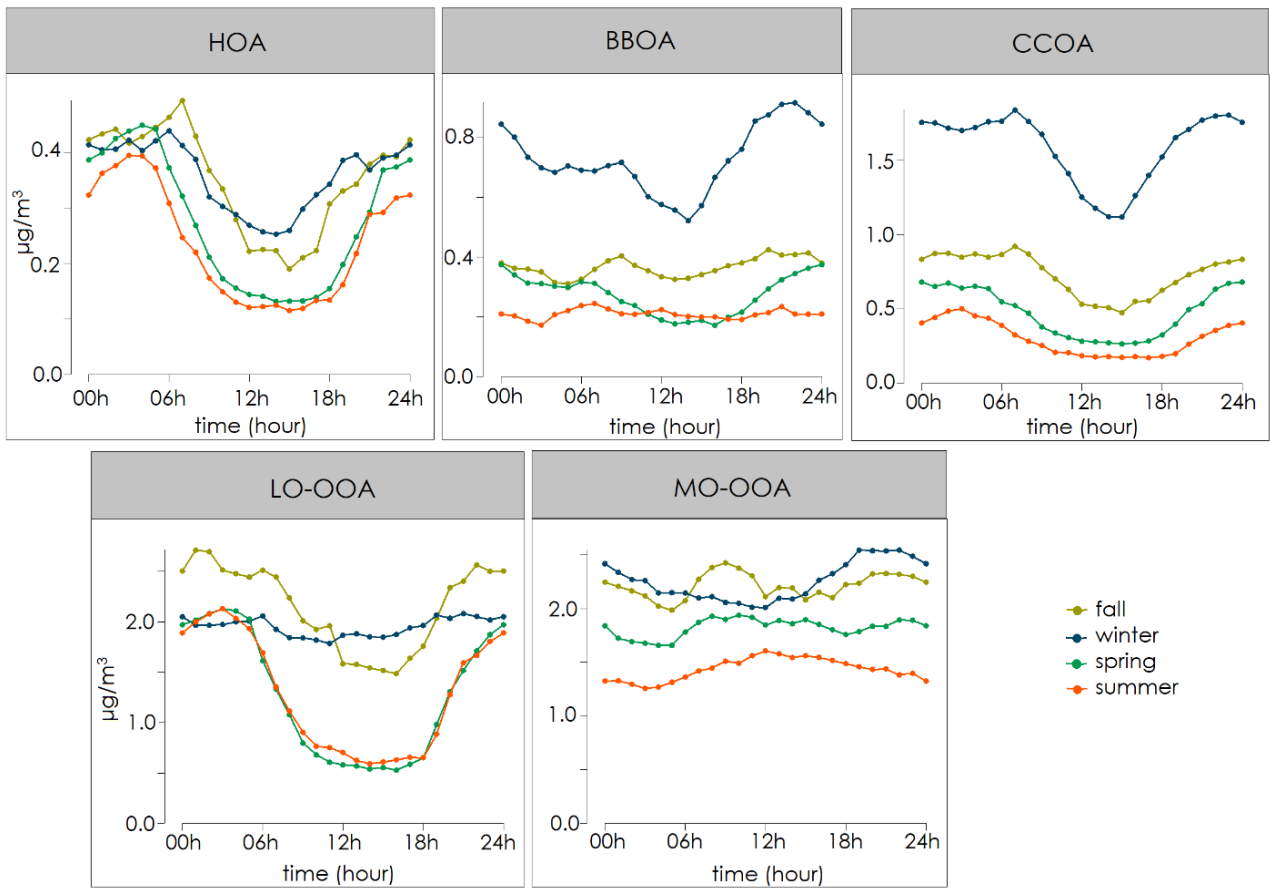 HOA
BBOA
CCOA
µg/m³
0.4
0.2
0.0
00h 06h 12h 18h 24h
time (hour)
0.8
0.4
0.0
00h 06h 12h 18h 24h
time (hour)
1.5
1.0
0.5
0.0
00h 06h 12h 18h 24h
time (hour)
LO-OOA
MO-OOA
µg/m³
2.0
1.0
0.0
00h 06h 12h 18h 24h
time (hour)
2.0
1.0
0.0
00h 06h 12h 18h 24h
time (hour)
fall
winter
spring
summer